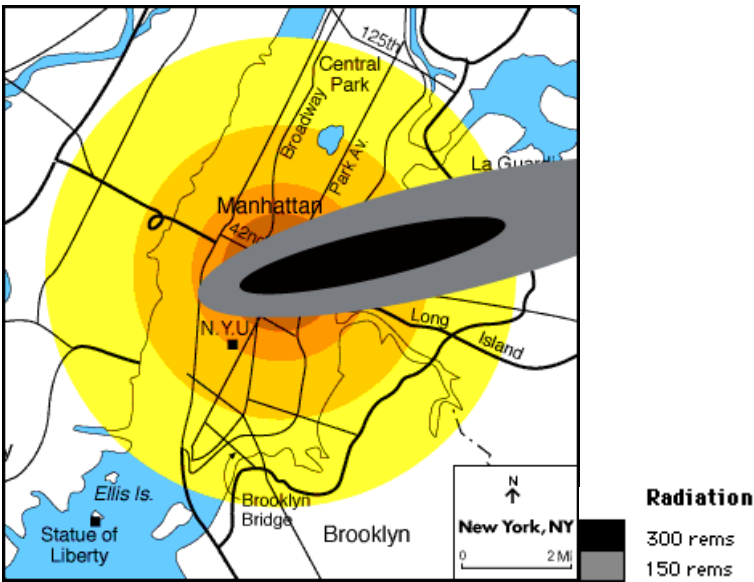 125th
Central
Park
Broadway
Park Av.
La Guardi
Manhattan
42nd
N.Y.U.
Long
Island
y
Ellis Is.
Statue of
Liberty
Brooklyn
Bridge
Brooklyn
N
New York, NY
0 2 Mi
Radiation
300 rems
150 rems